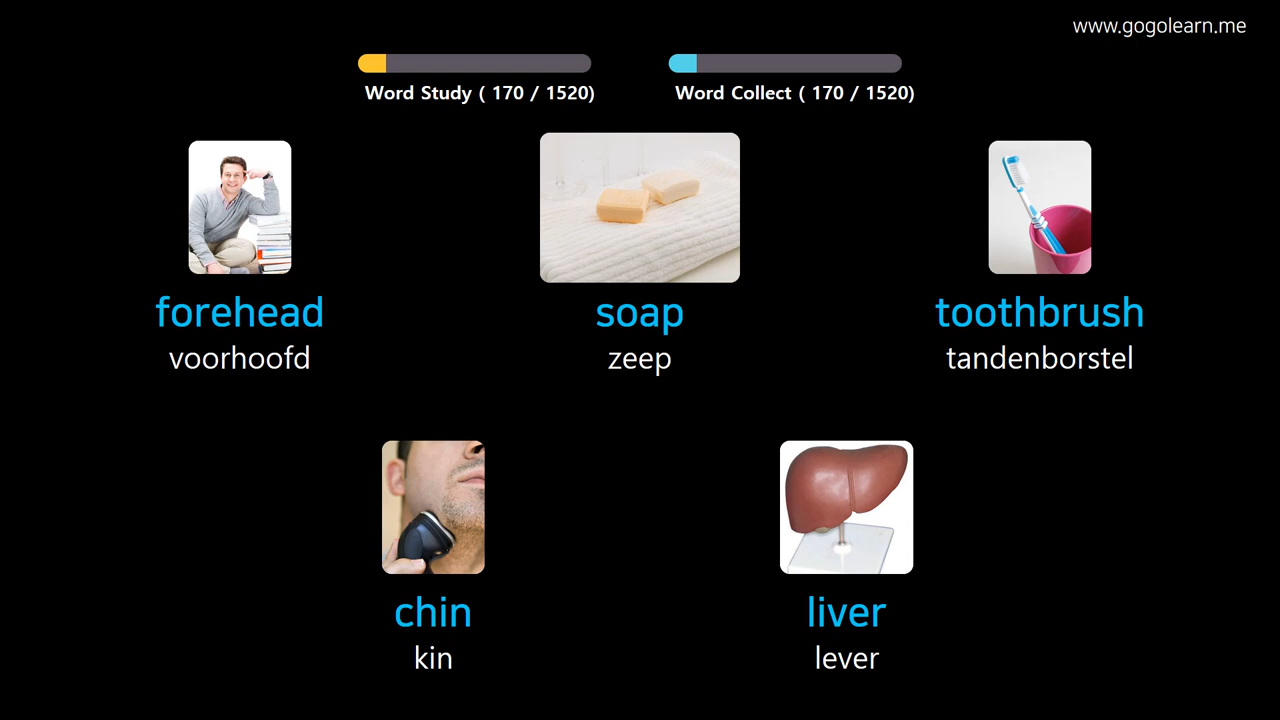 www.gogolearn.me
Word Study ( 170 / 1520)
Word Collect ( 170 / 1520)
forehead
voorhoofd
soap
zeep
toothbrush
tandenborstel
chin
kin
liver
lever